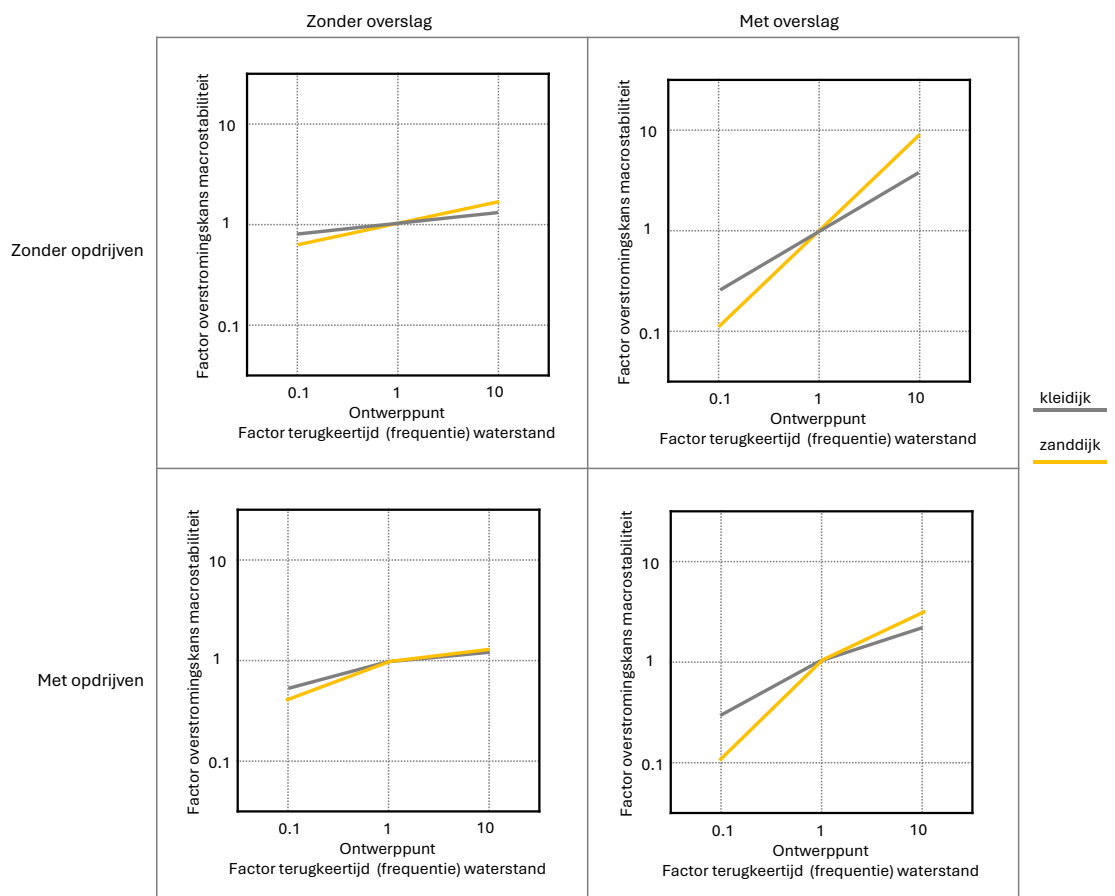 Zonder overslag
Met overslag
Zonder opdrijven
Factor overstromingskans macrostabiliteit
10
1
0.1
0.1
1
10
Ontwerppunt
Factor terugkeertijd (frequentie) waterstand
Factor overstromingskans macrostabiliteit
10
1
0.1
0.1
1
10
Ontwerppunt
Factor terugkeertijd (frequentie) waterstand
kleidijk
zanddijk
Met opdrijven
Factor overstromingskans macrostabiliteit
10
1
0.1
0.1
1
10
Ontwerppunt
Factor terugkeertijd (frequentie) waterstand
Factor overstromingskans macrostabiliteit
10
1
0.1
0.1
1
10
Ontwerppunt
Factor terugkeertijd (frequentie) waterstand